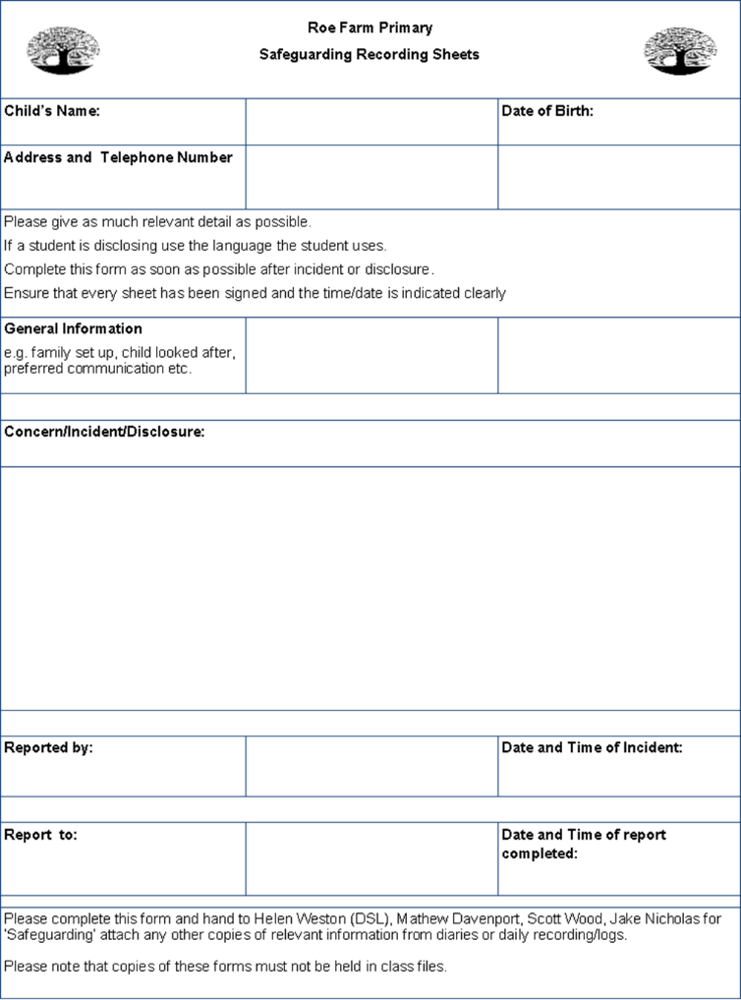 Roe Farm Primary
Safeguarding Recording Sheets
Child's Name:
Date of Birth:
Address and Telephone Number
Please give as much relevant detail as possible.
If a student is disclosing use the language the student uses.
Complete this form as soon as possible after incident or disclosure.
Ensure that every sheet has been signed and the time/date is indicated clearly
General Information
e.g. family set up, child looked after,
preferred communication etc.
Concern/Incident/Disclosure:
Reported by:
Date and Time of Incident:
Report to:
Date and Time of report
completed:
Please complete this form and hand to Helen Weston (DSL), Mathew Davenport, Scott Wood, Jake Nicholas for
'Safeguarding' attach any other copies of relevant information from diaries or daily recording/logs.
Please note that copies of these forms must not be held in class files.